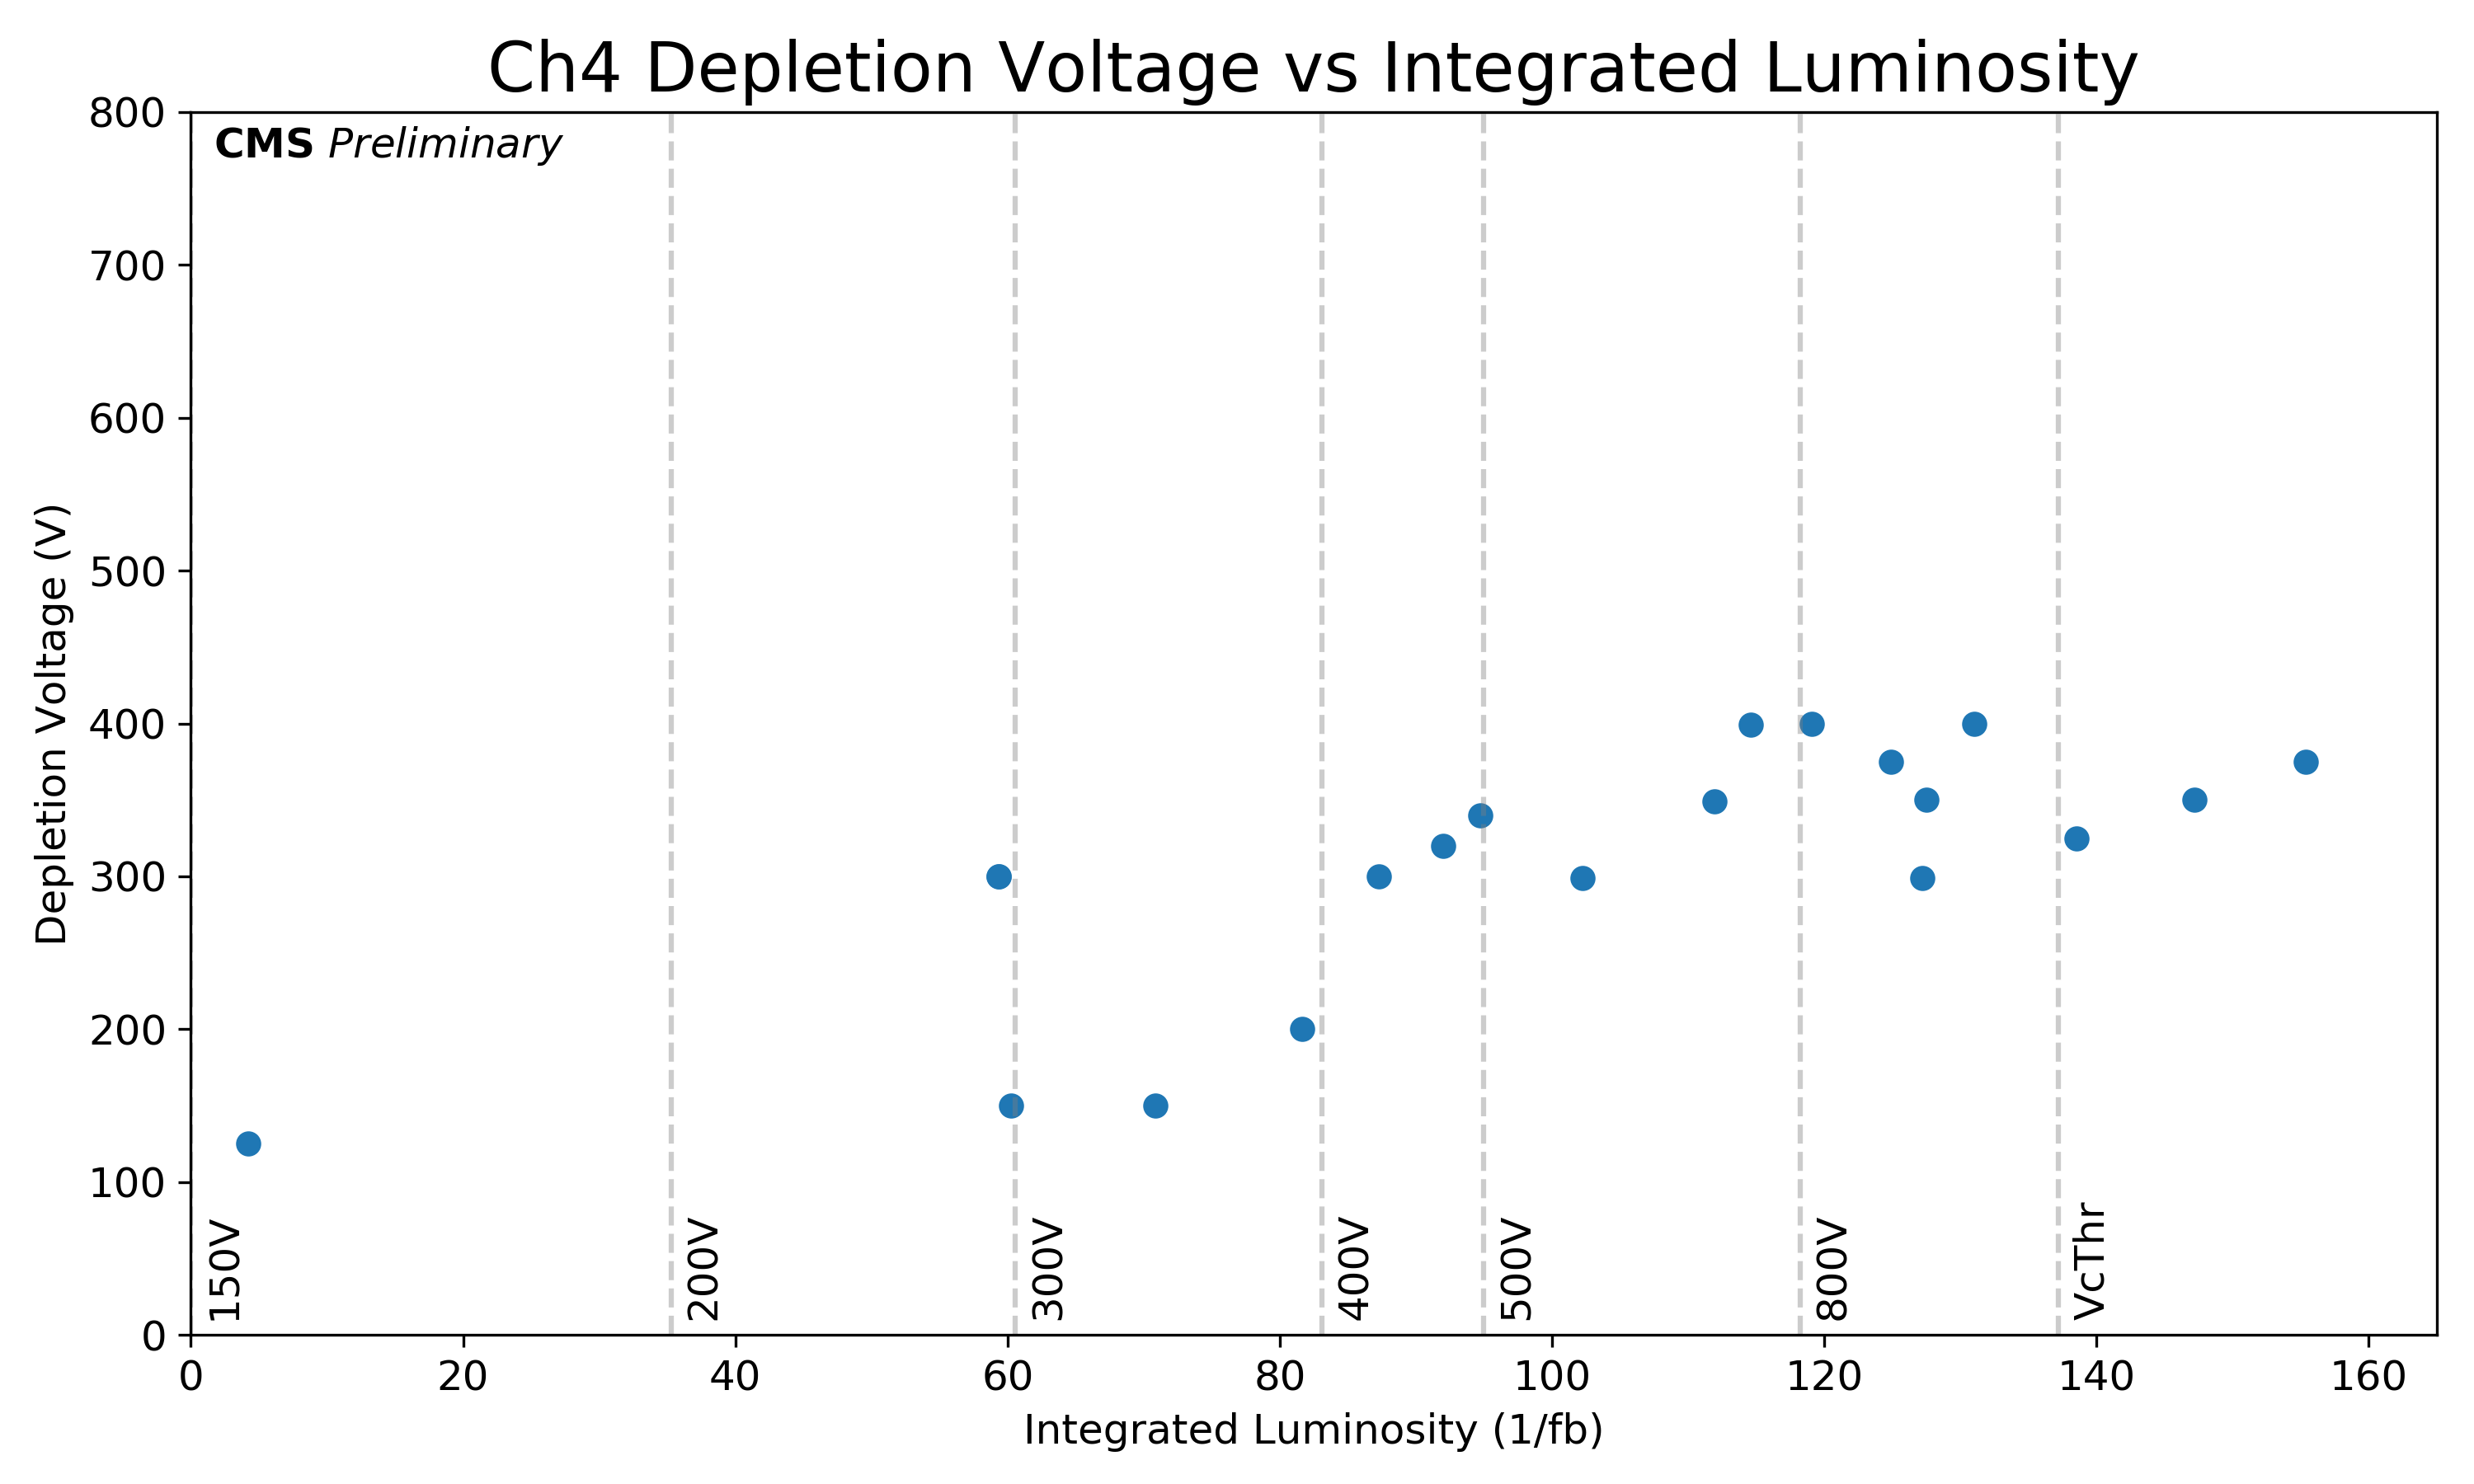 Ch4 Depletion Voltage vs Integrated Luminosity
CMS Preliminary
Depletion Voltage (V)
800
700
600
500
400
300
200
100
0
150V
200V
300V
400V
500V
800V
VcThr
0 20 40 60 80 100 120 140 160
Integrated Luminosity (1/fb)